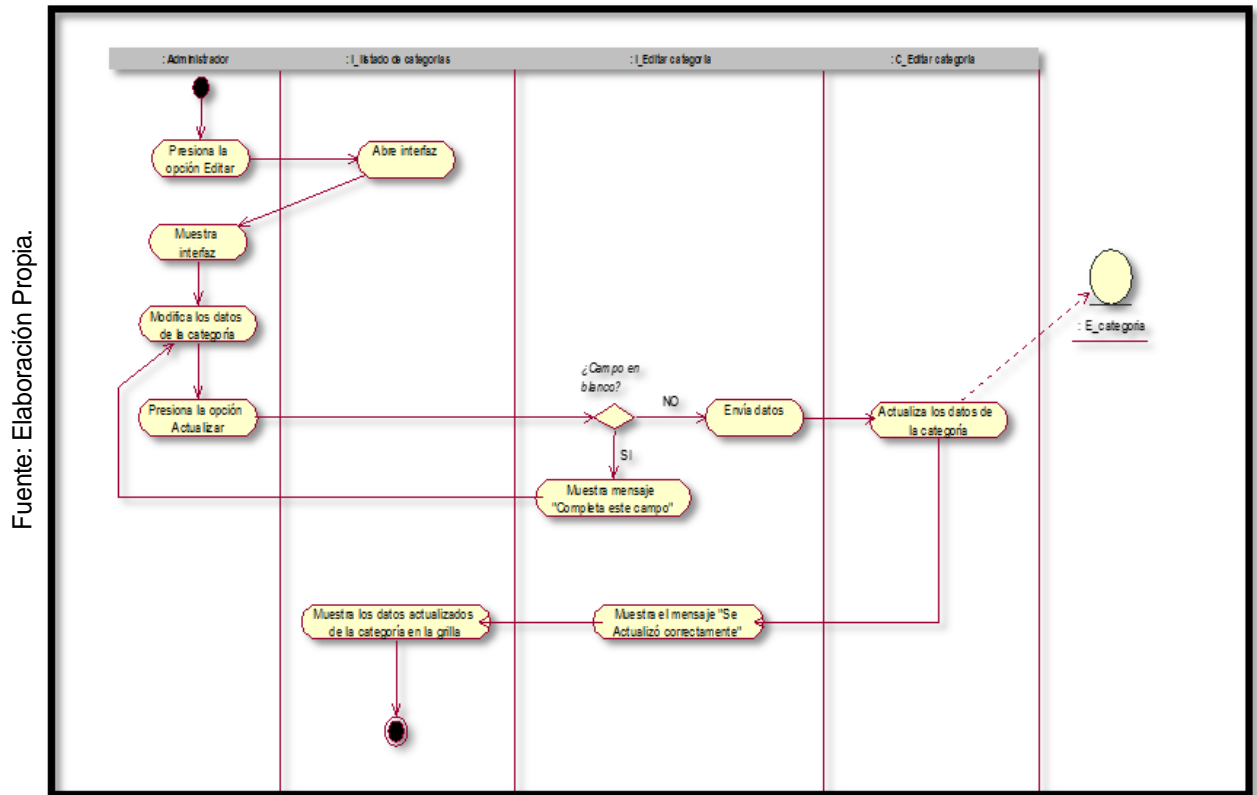 Fuente: Elaboración Propia.
: Administrador
: I_listado de categorías
: I_Editar categoría
: C_Editar categoría
Presiona la
opción Editar
Abre interfaz
Muestra
interfaz
Modifica los datos
de la categoría
: E_categoria
¿Campo en
blanco?
NO
Presiona la opción
Actualizar
Envía datos
Actualiza los datos de
la categoría
SI
Muestra mensaje
"Completa este campo"
Muestra los datos actualizados
de la categoría en la grilla
Muestra el mensaje "Se
Actualizó correctamente"